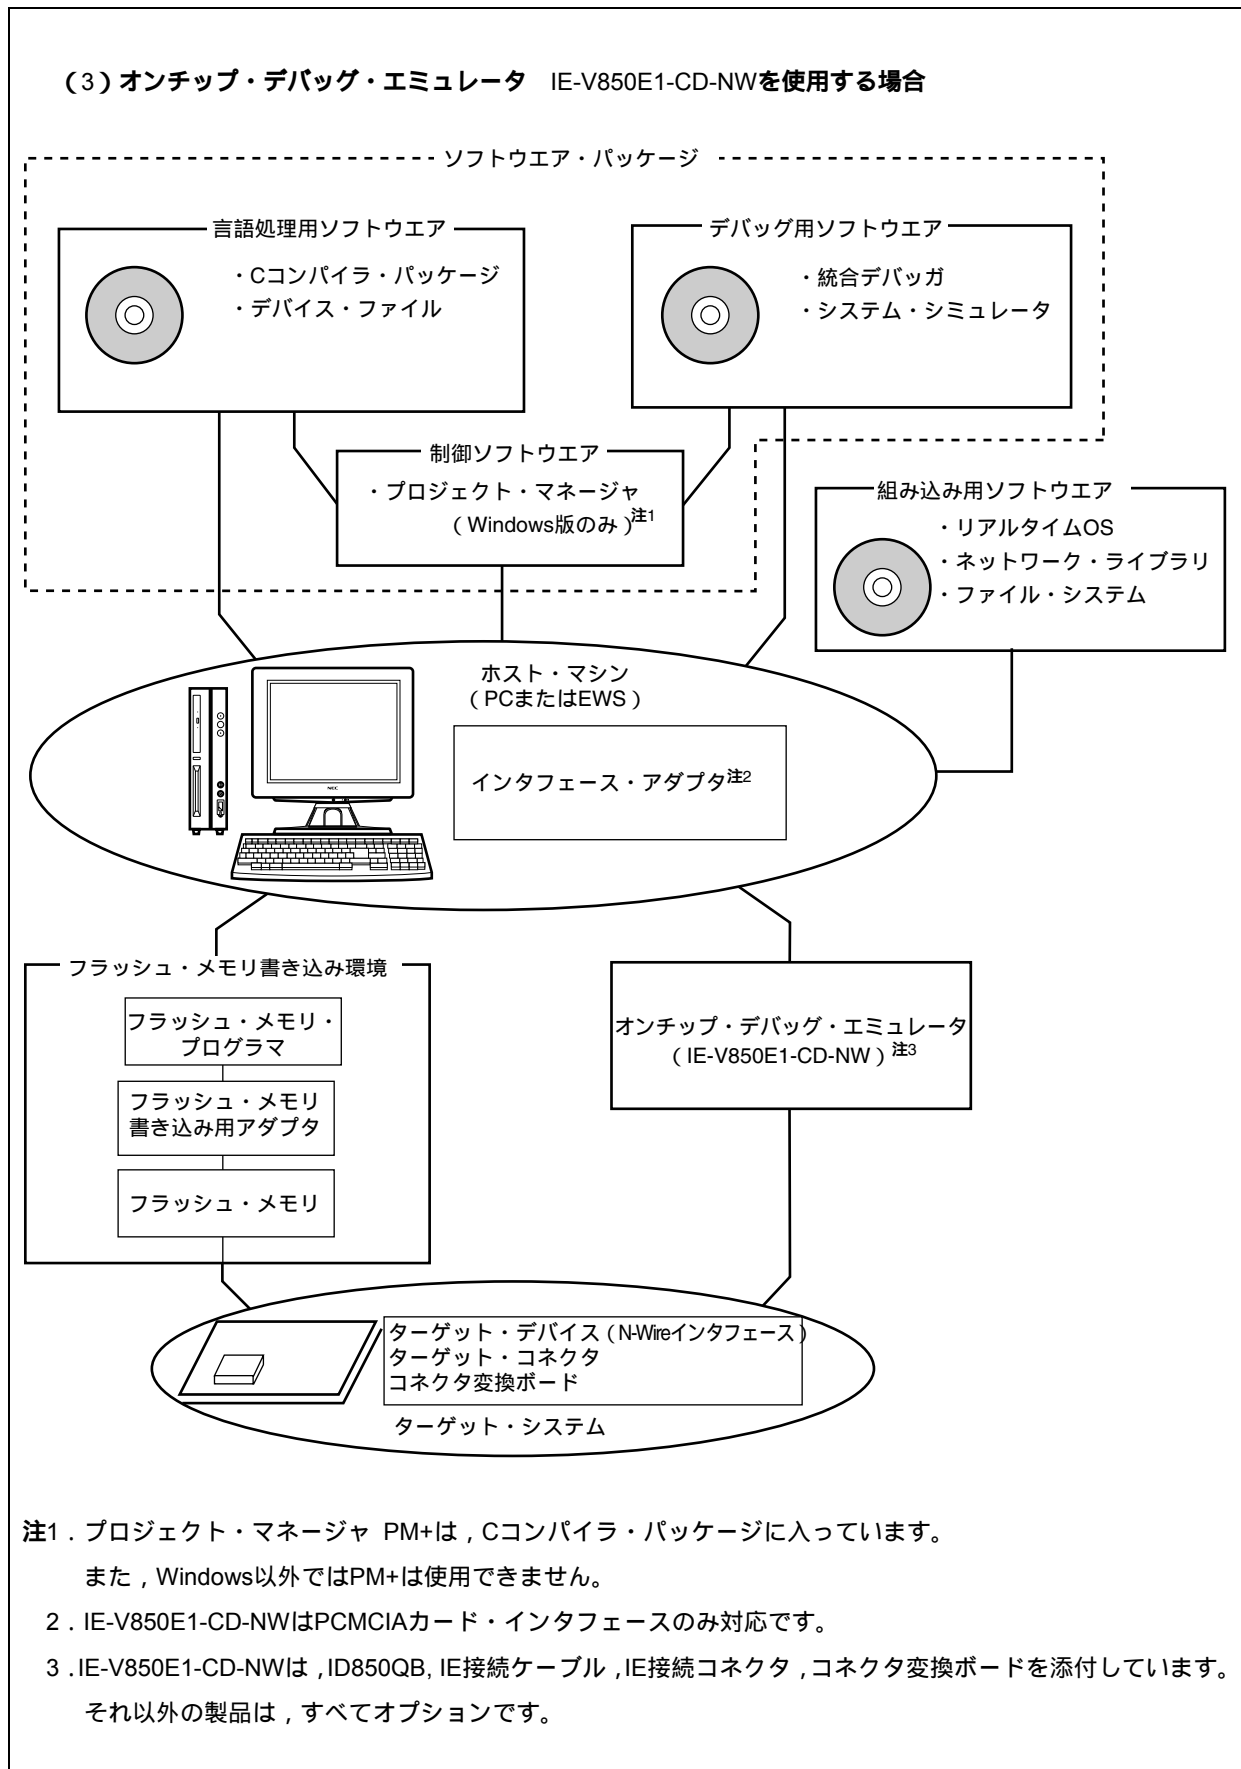 （3）オンチップ・デバッグ・エミュレータ　IE-V850E1-CD-NWを使用する場合
ソフトウエア・パッケージ
言語処理用ソフトウエア
・Cコンパイラ・パッケージ
・デバイス・ファイル
デバッグ用ソフトウエア
・統合デバッガ
・システム・シミュレータ
制御ソフトウエア
・プロジェクト・マネージャ
（Windows版のみ）注1
組み込み用ソフトウエア
・リアルタイムOS
・ネットワーク・ライブラリ
・ファイル・システム
ホスト・マシン
（PCまたはEWS）
NEC
インタフェース・アダプタ注2
フラッシュ・メモリ書き込み環境
フラッシュ・メモリ・
プログラマ
フラッシュ・メモリ
書き込み用アダプタ
フラッシュ・メモリ
オンチップ・デバッグ・エミュレータ
（IE-V850E1-CD-NW）注3
ターゲット・デバイス（N-Wireインタフェース）
ターゲット・コネクタ
コネクタ変換ボード
ターゲット・システム
注1．プロジェクト・マネージャ PM+は，Cコンパイラ・パッケージに入っています。
また，Windows以外ではPM+は使用できません。
2．IE-V850E1-CD-NWはPCMCIAカード・インタフェースのみ対応です。
3．IE-V850E1-CD-NWは，ID850QB, IE接続ケーブル，IE接続コネクタ，コネクタ変換ボードを添付しています。
それ以外の製品は，すべてオプションです。